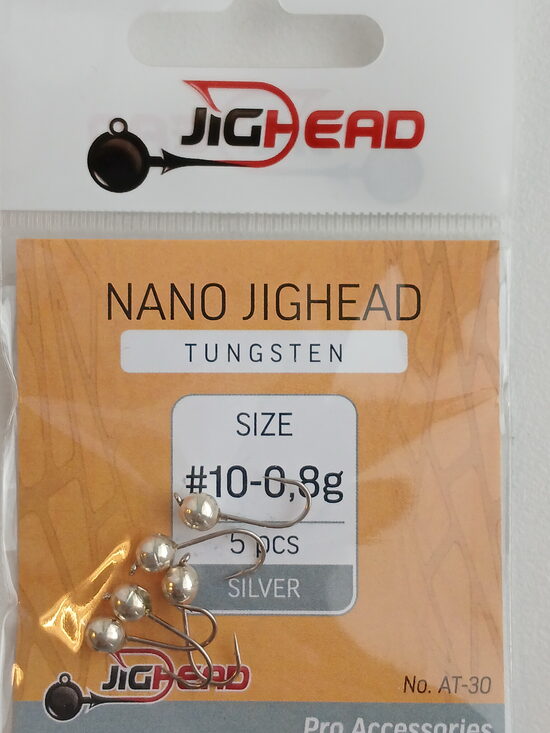 JIGHEAD
NANO JIGHEAD
TUNGSTEN
SIZE
#10-0,8g
5 pcs
SILVER
JIGHEAD
No. AT-30
Pro Accessories